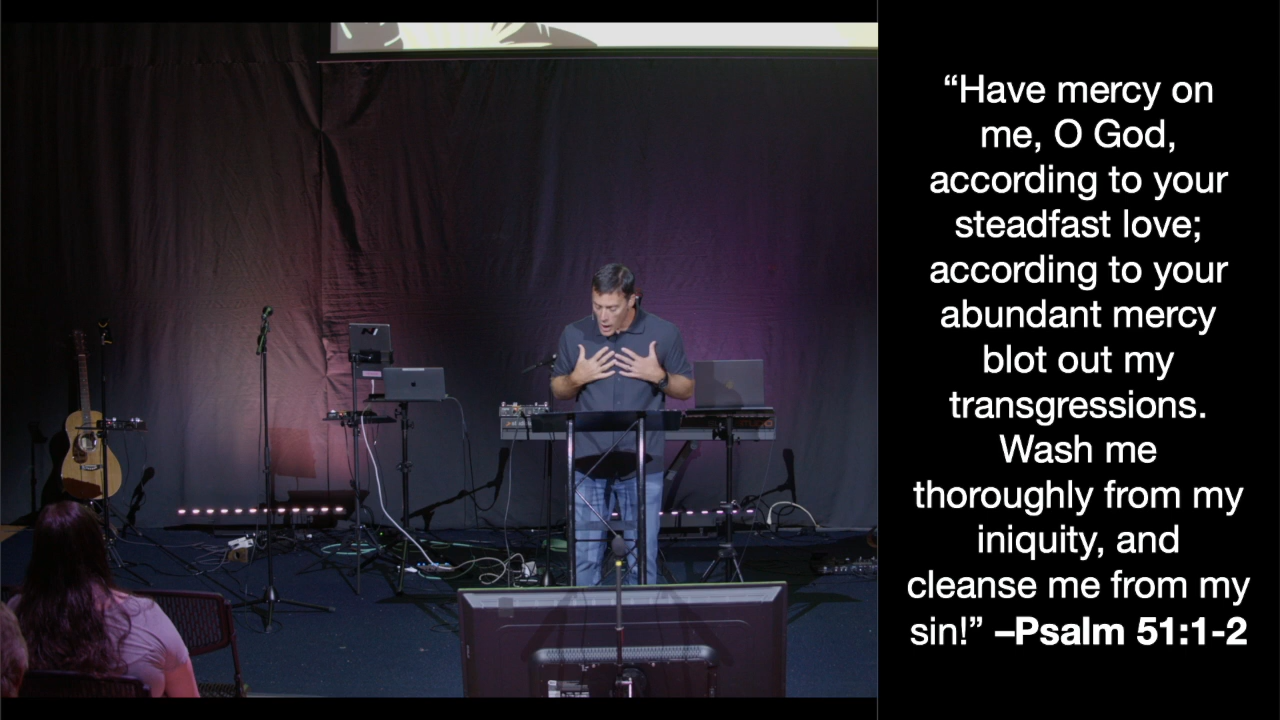 “Have mercy on
me, O God,
according to your
steadfast love;
according to your
abundant mercy
blot out my
transgressions.
Wash me
thoroughly from my
iniquity, and
cleanse me from my
sin!” –Psalm 51:1-2